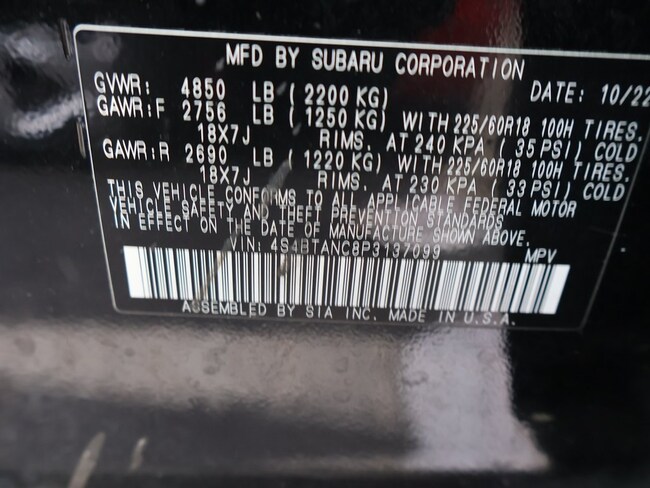 MFD BY SUBARU CORPORATION
GVWR: 4850 LB (2200 KG) DATE: 10/22
GAWR:F 2756 LB (1250 KG) WITH 225/60R18 100H TIRES.
18X7J RIMS. AT 240 KPA (35 PSI) COLD
GAWR:R 2690 LB (1220 KG) WITH 225/60R18 100H TIRES.
18X7J RIMS. AT 230 KPA (33 PSI) COLD
THIS VEHICLE CONFORMS TO ALL APPLICABLE FEDERAL MOTOR
VEHICLE SAFETY AND THEFT PREVENTION STANDARDS
IN EFFECT ON THE DATE OF MANUFACTURE SHOWN ABOVE.
VIN: 4S4BTANC8P3137099 MPV
ASSEMBLED BY SIA INC. MADE IN U.S.A.